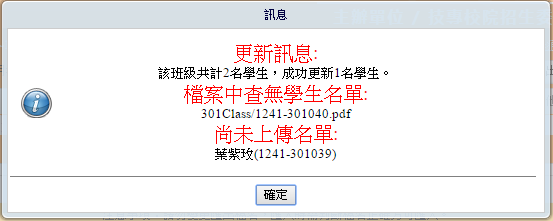 訊息
更新訊息:
該班級共計2名學生，成功更新1名學生。
檔案中查無學生名單:
301Class/1241-301040.pdf
尚未上傳名單:
葉紫玫(1241-301039)
確定